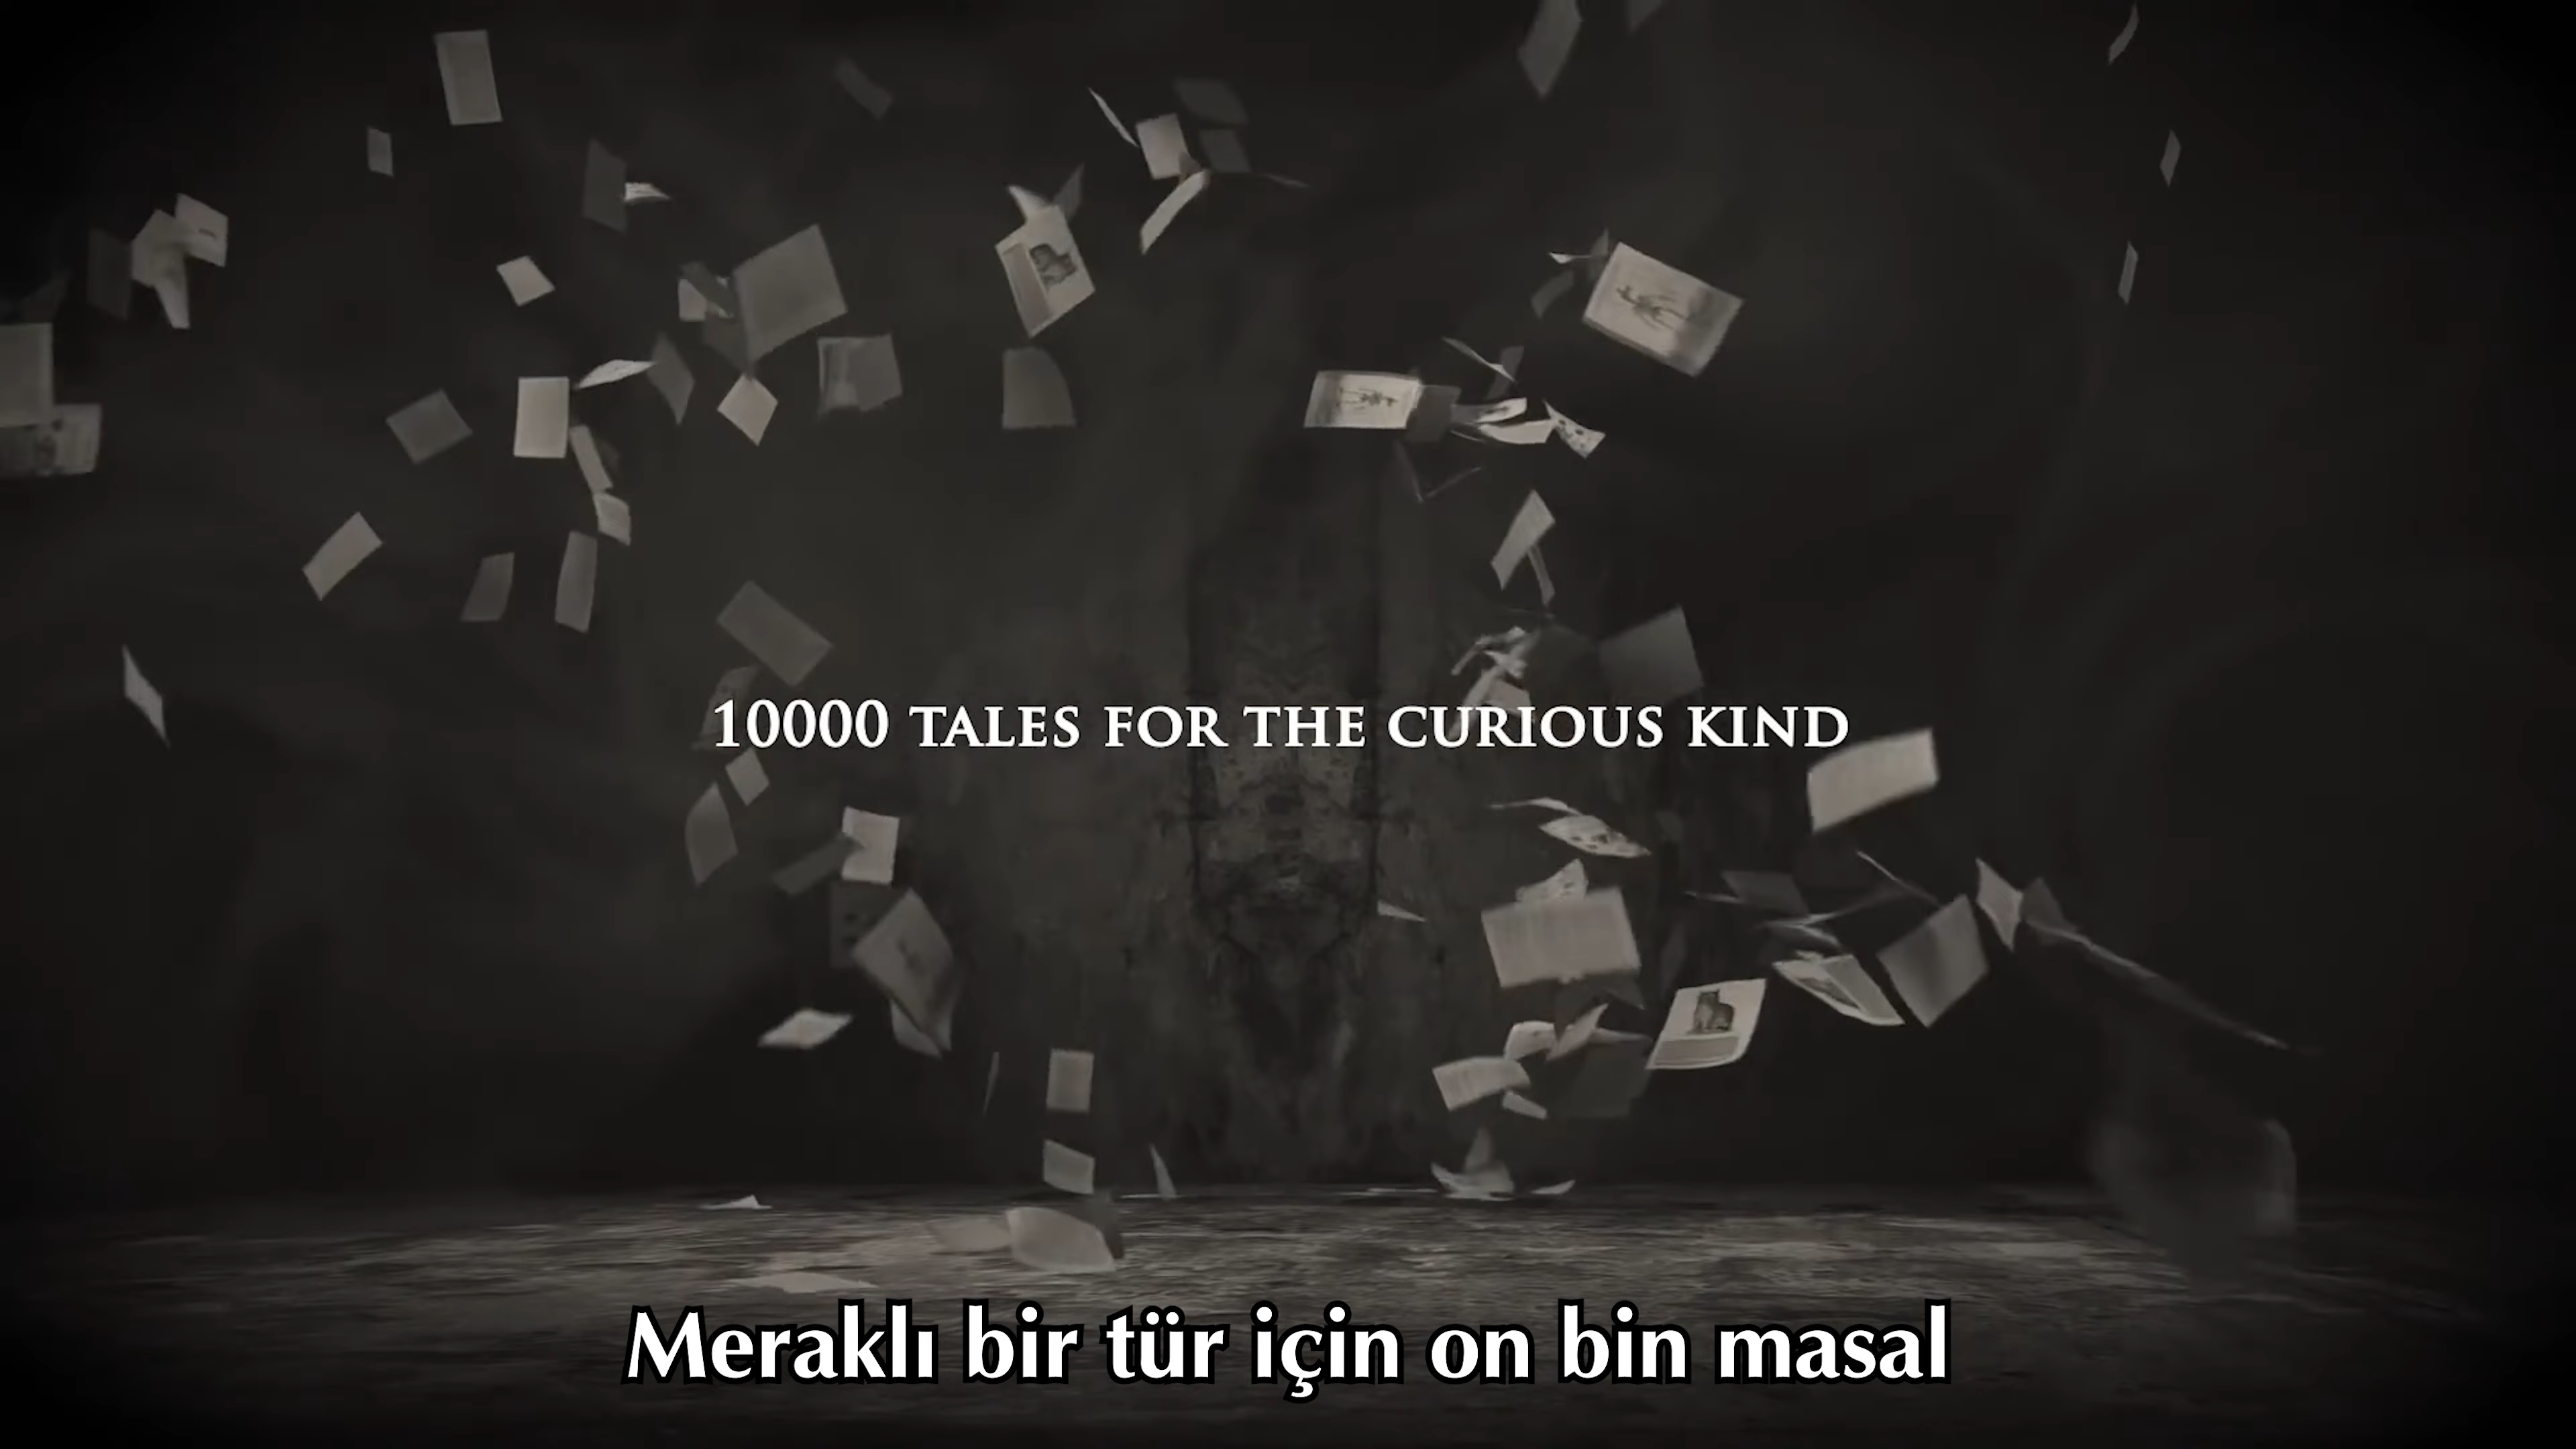 10000 TALES FOR THE CURIOUS KIND
Meraklı bir tür için on bin masal